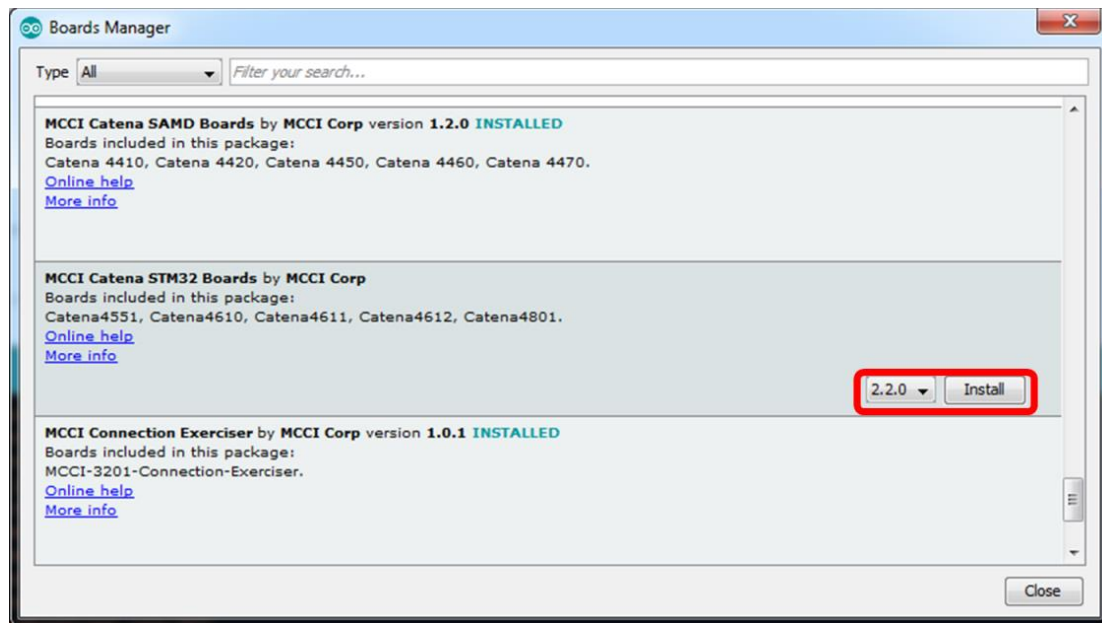 Boards Manager
Type All Filter your search...
MCCI Catena SAMD Boards by MCCI Corp version 1.2.0 INSTALLED
Boards included in this package:
Catena 4410, Catena 4420, Catena 4450, Catena 4460, Catena 4470.
Online help
More info
MCCI Catena STM32 Boards by MCCI Corp
Boards included in this package:
Catena4551, Catena4610, Catena4611, Catena4612, Catena4801.
Online help
More info
2.2.0 Install
MCCI Connection Exerciser by MCCI Corp version 1.0.1 INSTALLED
Boards included in this package:
MCCI-3201-Connection-Exerciser.
Online help
More info
Close